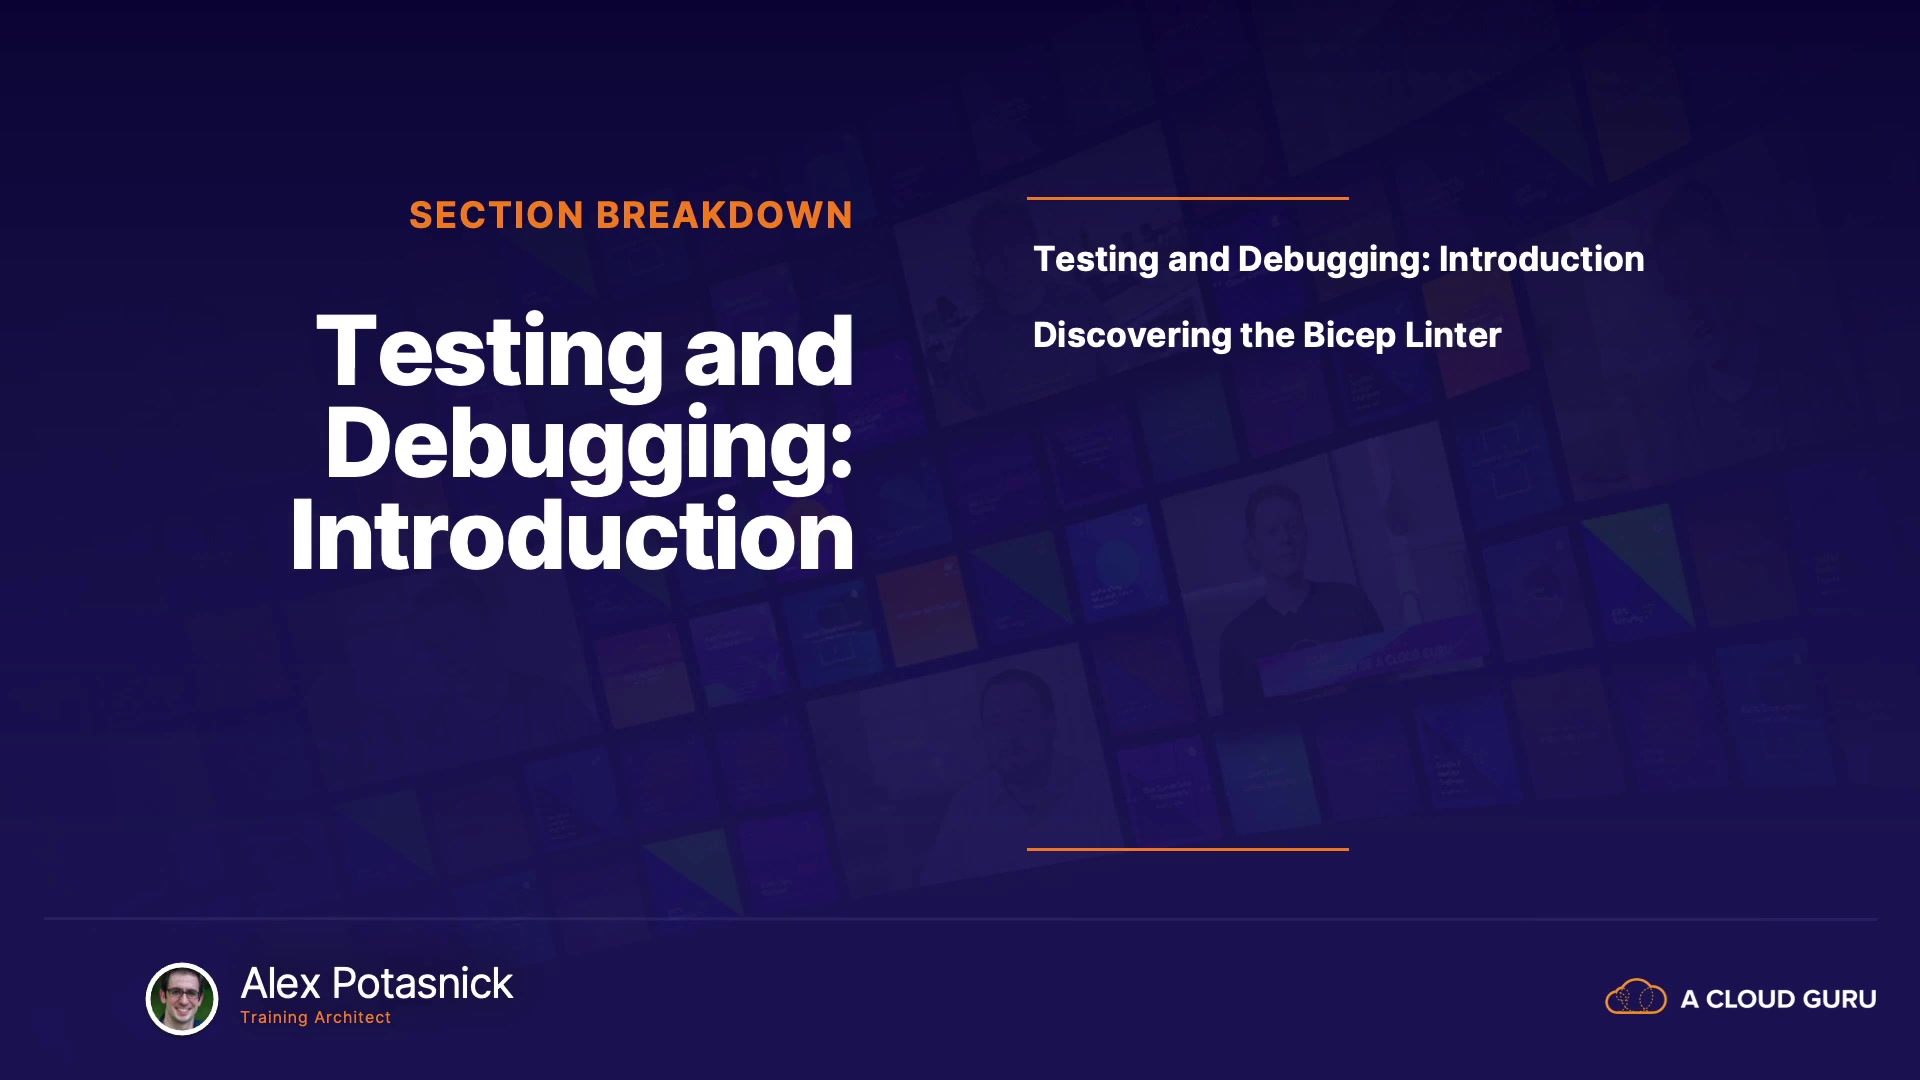 SECTION BREAKDOWN
Testing and
Debugging:
Introduction
Testing and Debugging: Introduction
Discovering the Bicep Linter
Alex Potasnick
Training Architect
A CLOUD GURU